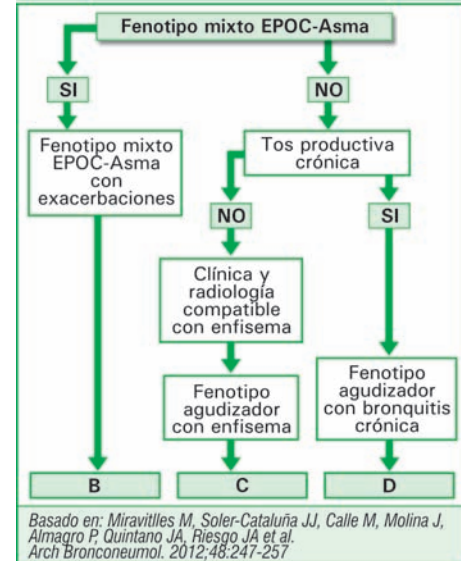 Fenotipo mixto EPOC-Asma
SI
NO
Fenotipo mixto
EPOC-Asma
con
exacerbaciones
Tos productiva
crónica
NO
SI
Clínica y
radiología
compatible
con enfisema
Fenotipo
agudizador
con enfisema
Fenotipo
agudizador
con bronquitis
crónica
B
C
D
Basado en: Miravitlles M, Soler-Cataluña JJ, Calle M, Molina J,
Almagro P, Quintano JA, Riesgo JA et al.
Arch Bronconeumol. 2012;48:247-257